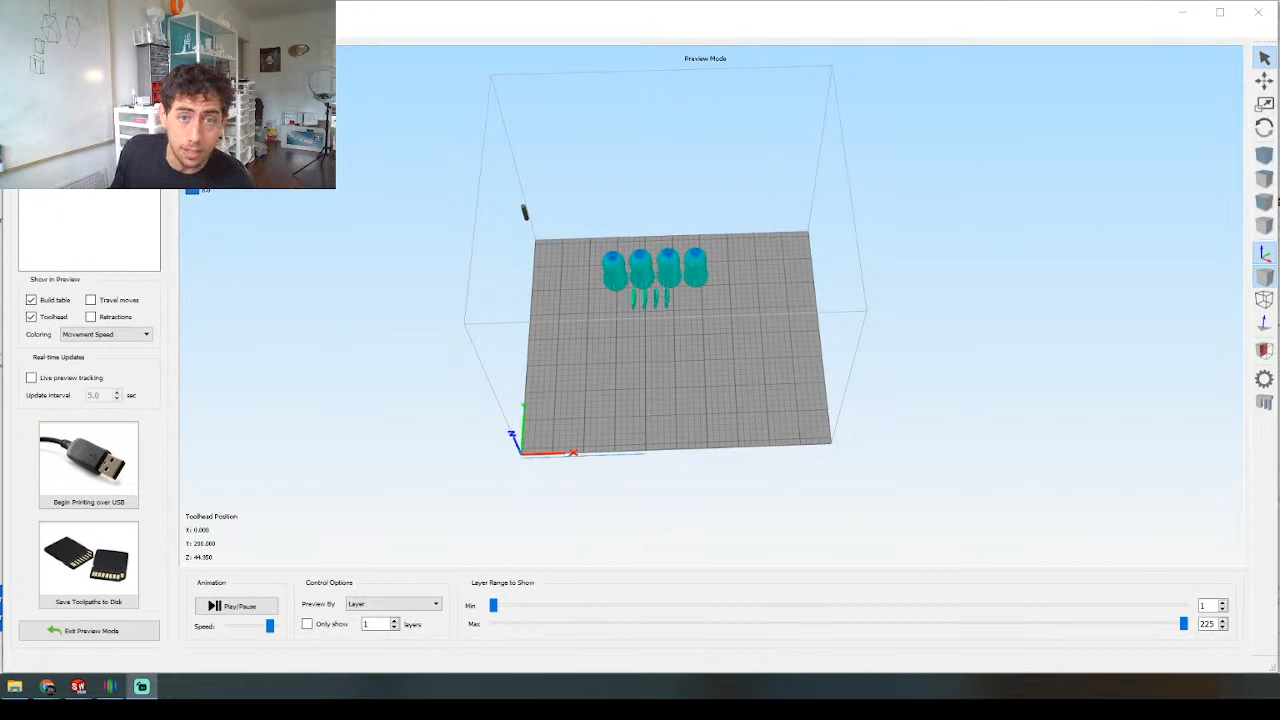 Preview Mode
Show in Preview
Build table
Travel moves
Toolhead
Retractions
Coloring
Movement Speed
Real-time Updates
Live preview tracking
Update interval
5.0
sec
Begin Printing over USB
Save Toolpaths to Disk
Exit Preview Mode
X
Toolhead Position
X: 0.000
Y: 200.000
Z: 44.950
Animation
Play/Pause
Speed:
Control Options
Preview By
Layer
Only show
1
layers
Layer Range to Show
Min
1
Max
225